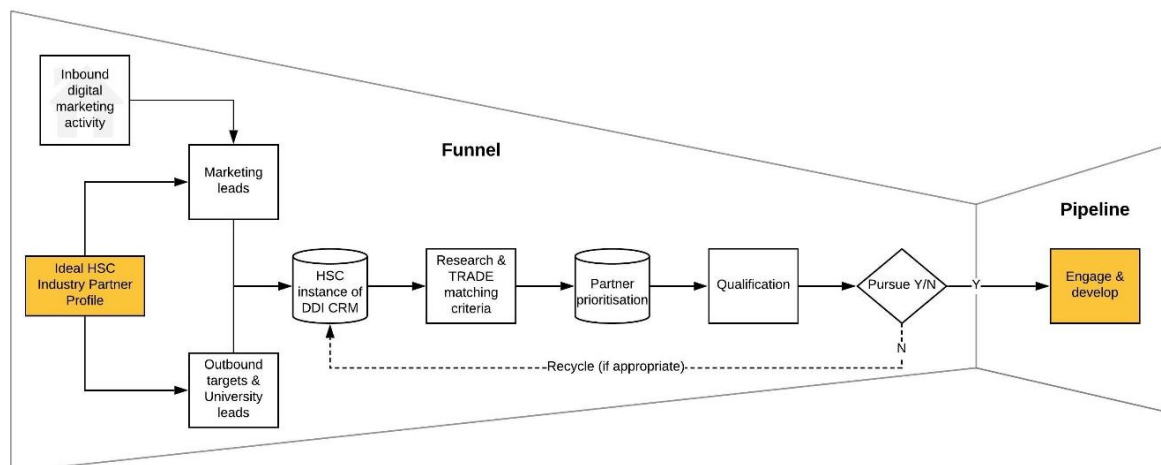 Inbound
digital
marketing
activity
Funnel
Marketing
leads
Pipeline
Ideal HSC
Industry Partner
Profile
HSC
instance of
DDI CRM
Research &
TRADE
matching
criteria
Partner
prioritisation
Qualification
Pursue Y/N
Y
Engage &
develop
N
Recycle (if appropriate)
Outbound
targets &
University
leads